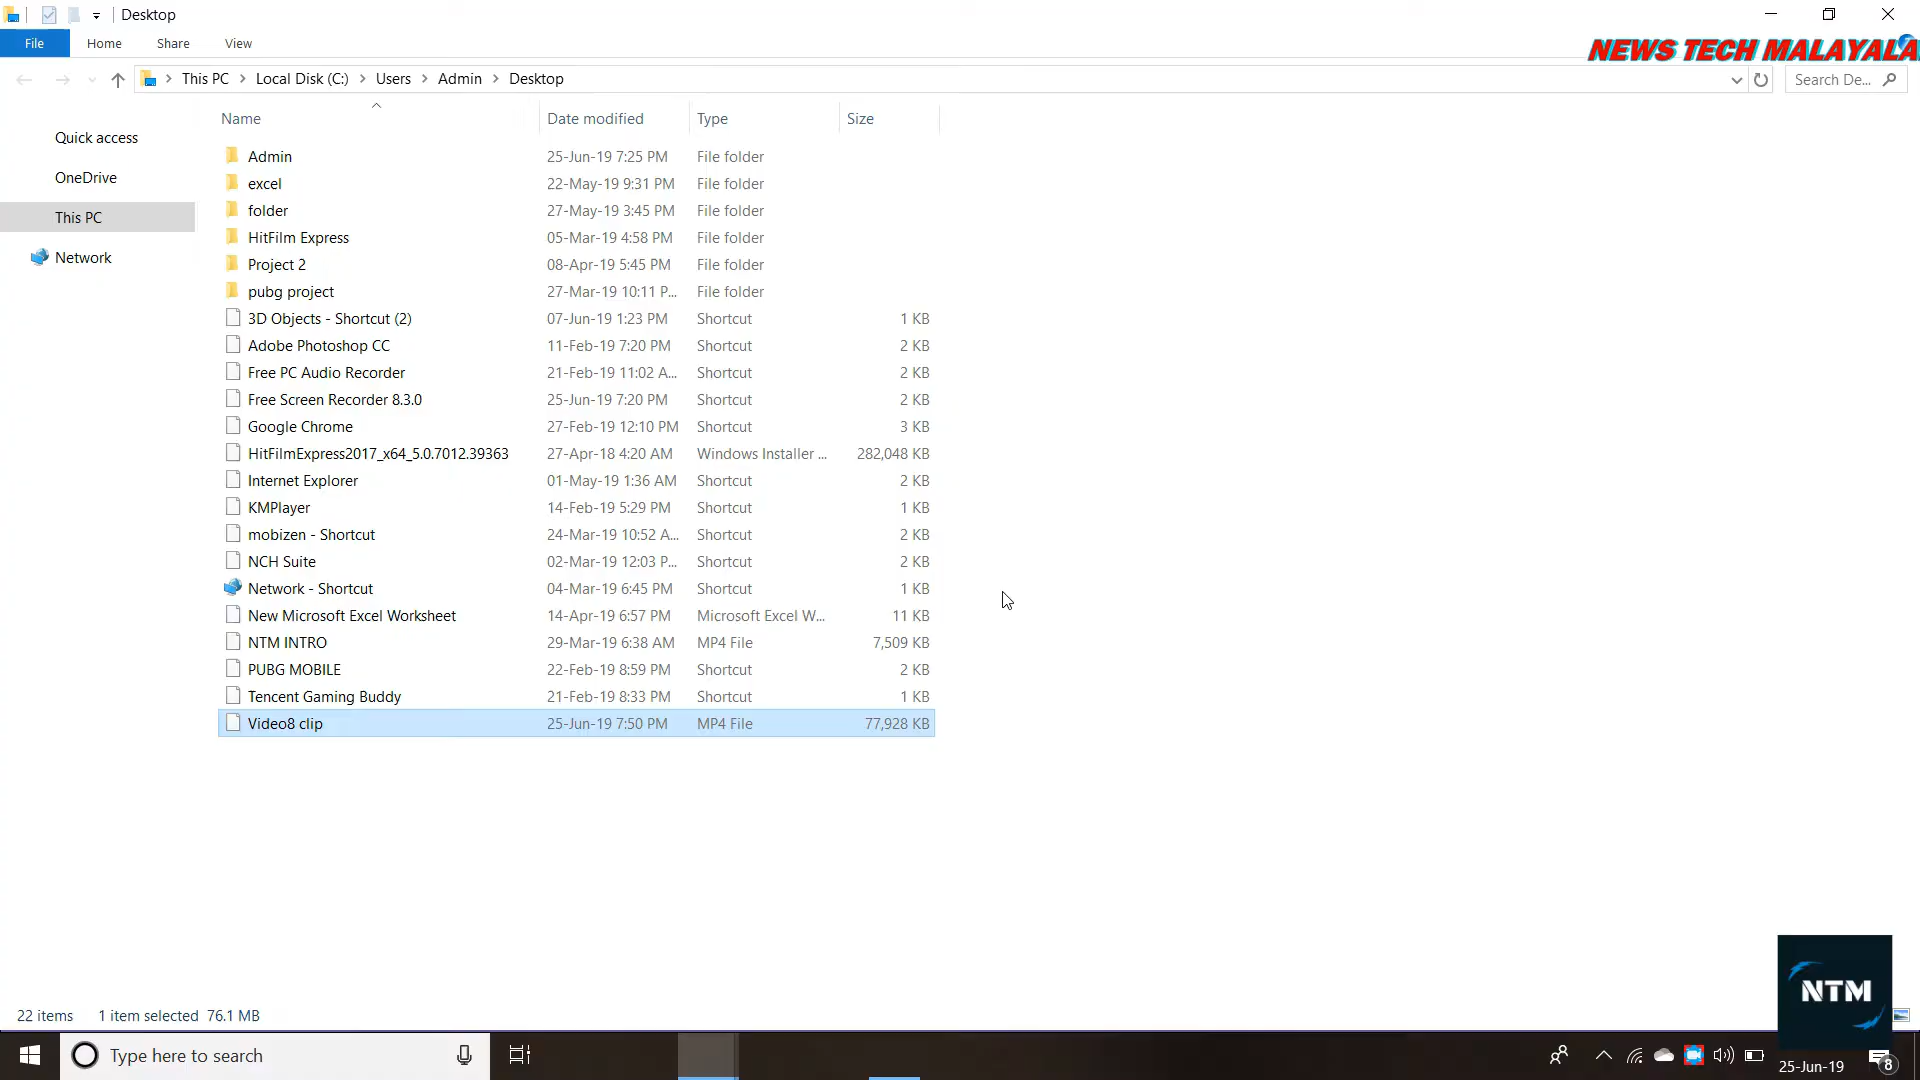 Desktop
File Home Share View
NEWS TECH MALAYALA
This PC Local Disk (C:) Users Admin Desktop
Search De...
Quick access
OneDrive
This PC
Network
Name Date modified Type Size
Admin 25-Jun-19 7:25 PM File folder
excel 22-May-19 9:31 PM File folder
folder 27-May-19 3:45 PM File folder
HitFilm Express 05-Mar-19 4:58 PM File folder
Project 2 08-Apr-19 5:45 PM File folder
pubg project 27-Mar-19 10:11 P... File folder
3D Objects - Shortcut (2) 07-Jun-19 1:23 PM Shortcut 1 KB
Adobe Photoshop CC 11-Feb-19 7:20 PM Shortcut 2 KB
Free PC Audio Recorder 21-Feb-19 11:02 A... Shortcut 2 KB
Free Screen Recorder 8.3.0 25-Jun-19 7:20 PM Shortcut 2 KB
Google Chrome 27-Feb-19 12:10 PM Shortcut 3 KB
HitFilmExpress2017_x64_5.0.7012.39363 27-Apr-18 4:20 AM Windows Installer ... 282,048 KB
Internet Explorer 01-May-19 1:36 AM Shortcut 2 KB
KMPlayer 14-Feb-19 5:29 PM Shortcut 1 KB
mobizen - Shortcut 24-Mar-19 10:52 A... Shortcut 2 KB
NCH Suite 02-Mar-19 12:03 P... Shortcut 2 KB
Network - Shortcut 04-Mar-19 6:45 PM Shortcut 1 KB
New Microsoft Excel Worksheet 14-Apr-19 6:57 PM Microsoft Excel W... 11 KB
NTM INTRO 29-Mar-19 6:38 AM MP4 File 7,509 KB
PUBG MOBILE 22-Feb-19 8:59 PM Shortcut 2 KB
Tencent Gaming Buddy 21-Feb-19 8:33 PM Shortcut 1 KB
Video8 clip 25-Jun-19 7:50 PM MP4 File 77,928 KB
NTM
22 items 1 item selected 76.1 MB
Type here to search
25-Jun-19
8